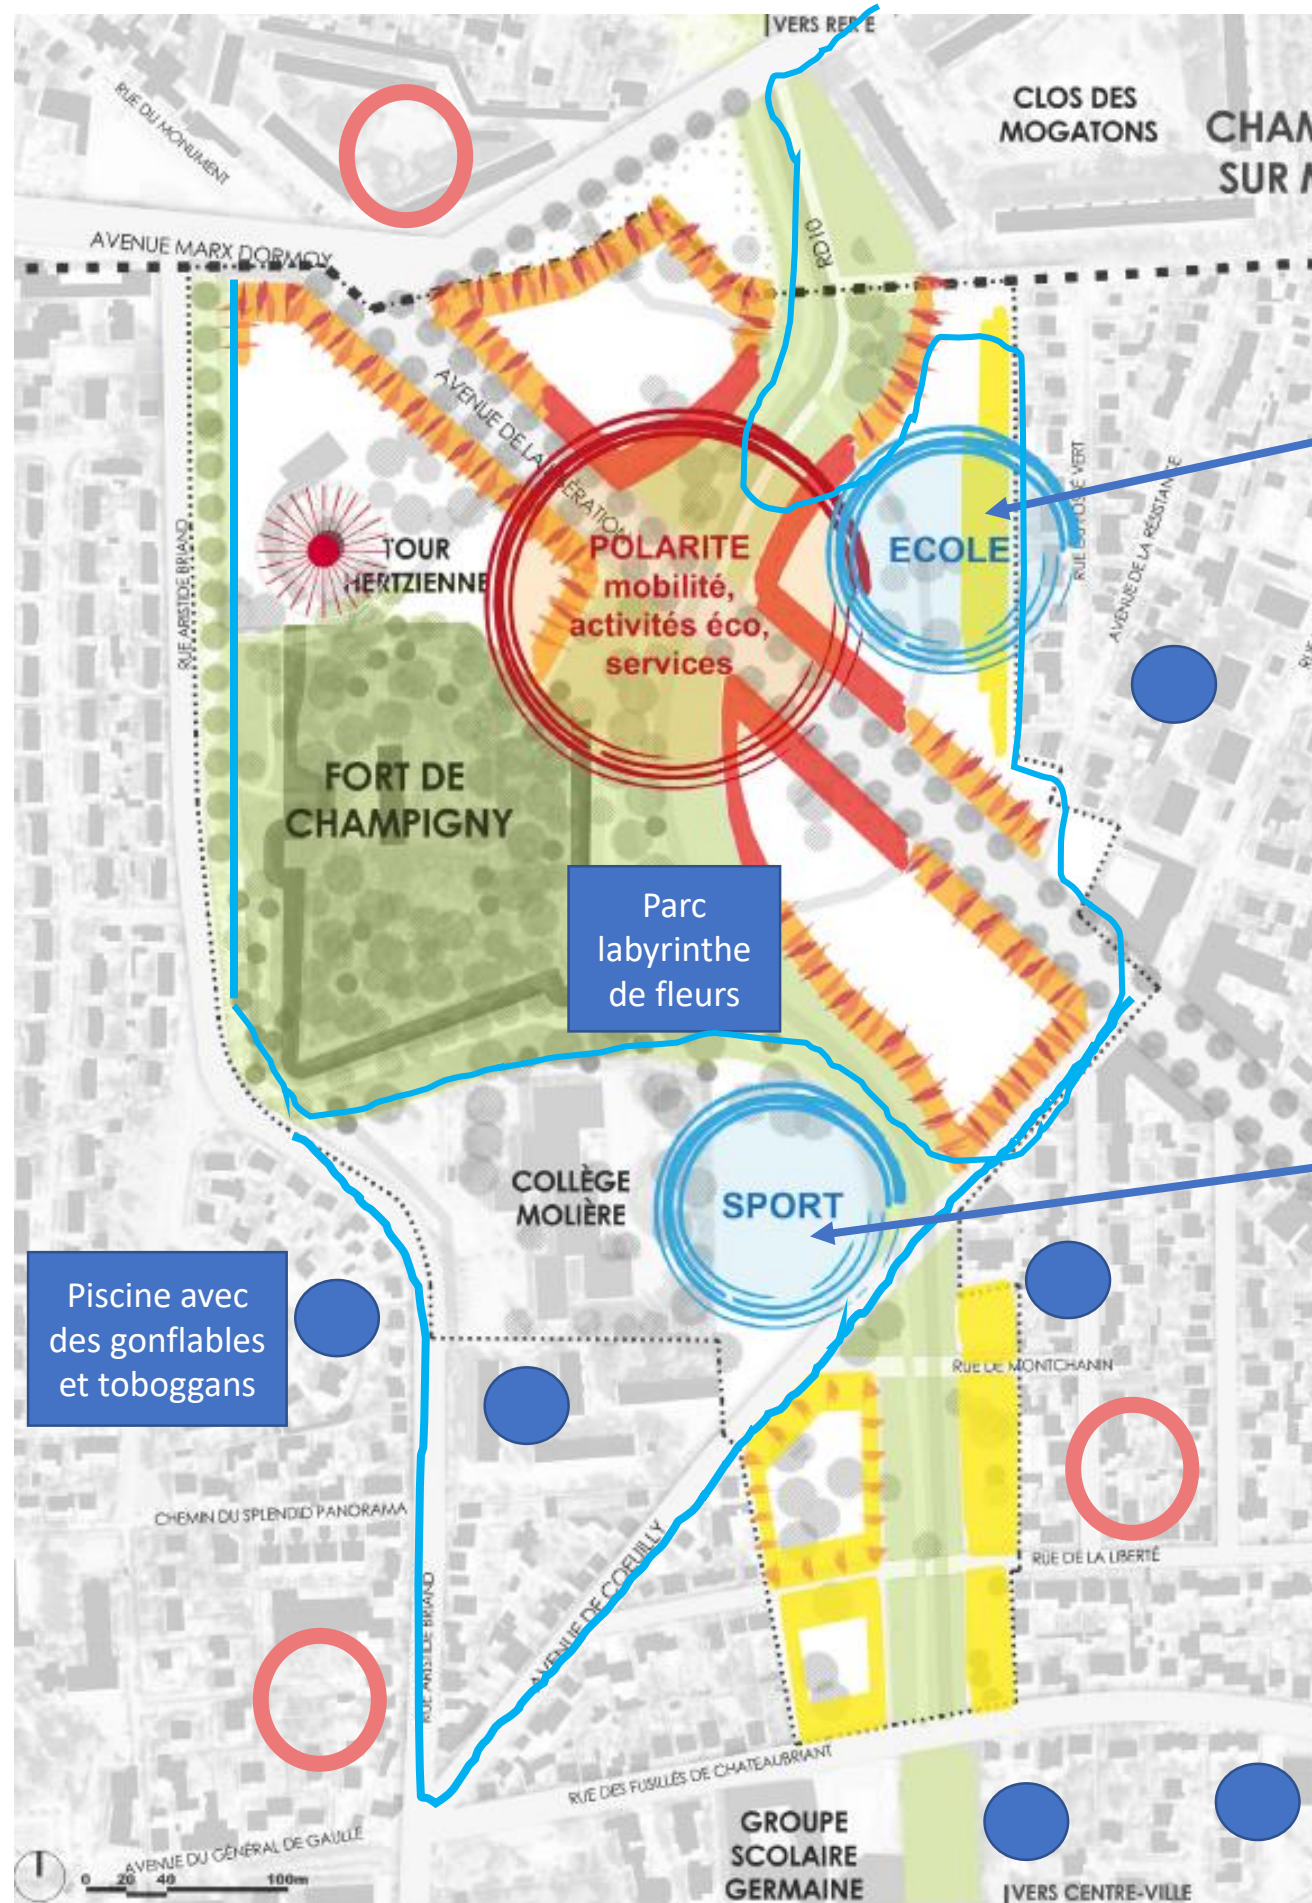 VERS RER E
CLOS DES
MOGATONS
CHAM
SUR M
RUE DU MONUMENT
AVENUE MARX DORMOY
RD10
AVENUE DE LA LIBÉRATION
RUE ARISTIDE BRIAND
TOUR
HERTZIENNE
POLARITE
mobilité,
activités éco,
services
ECOLE
RUE DU FOSSÉ VERT
AVENUE DE LA RÉSISTANCE
FORT DE
CHAMPIGNY
Parc
labyrinthe
de fleurs
COLLÈGE
MOLIÈRE
SPORT
Piscine avec
des gonflables
et toboggans
RUE DE MONTCHANIN
CHEMIN DU SPLENDID PANORAMA
RUE DE LA LIBERTÉ
AVENUE DE COEUILLY
RUE ARISTIDE BRIAND
RUE DES FUSILLÉS DE CHATEAUBRIANT
AVENUE DU GÉNÉRAL DE GAULLE
GROUPE
SCOLAIRE
GERMAINE
0 20 40 100m
VERS CENTRE-VILLE